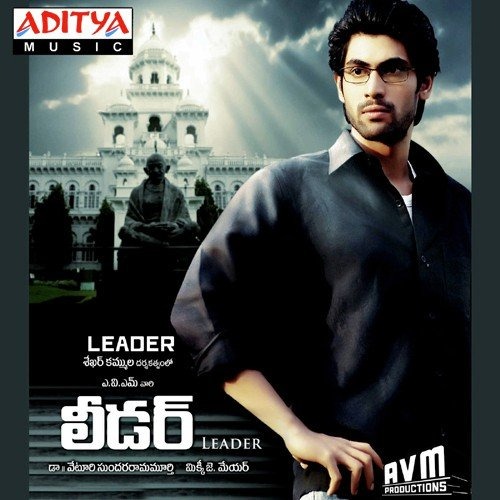 ADITYA
MUSIC
LEADER
శేఖర్ కమ్ముల దర్శకత్వంలో
ఎ.వి.ఎమ్ వారి
లీడర్ LEADER
డా॥ వేటూరి సుందరరామమూర్తి మిక్కీ జె. మేయర్
AVM
PRODUCTIONS